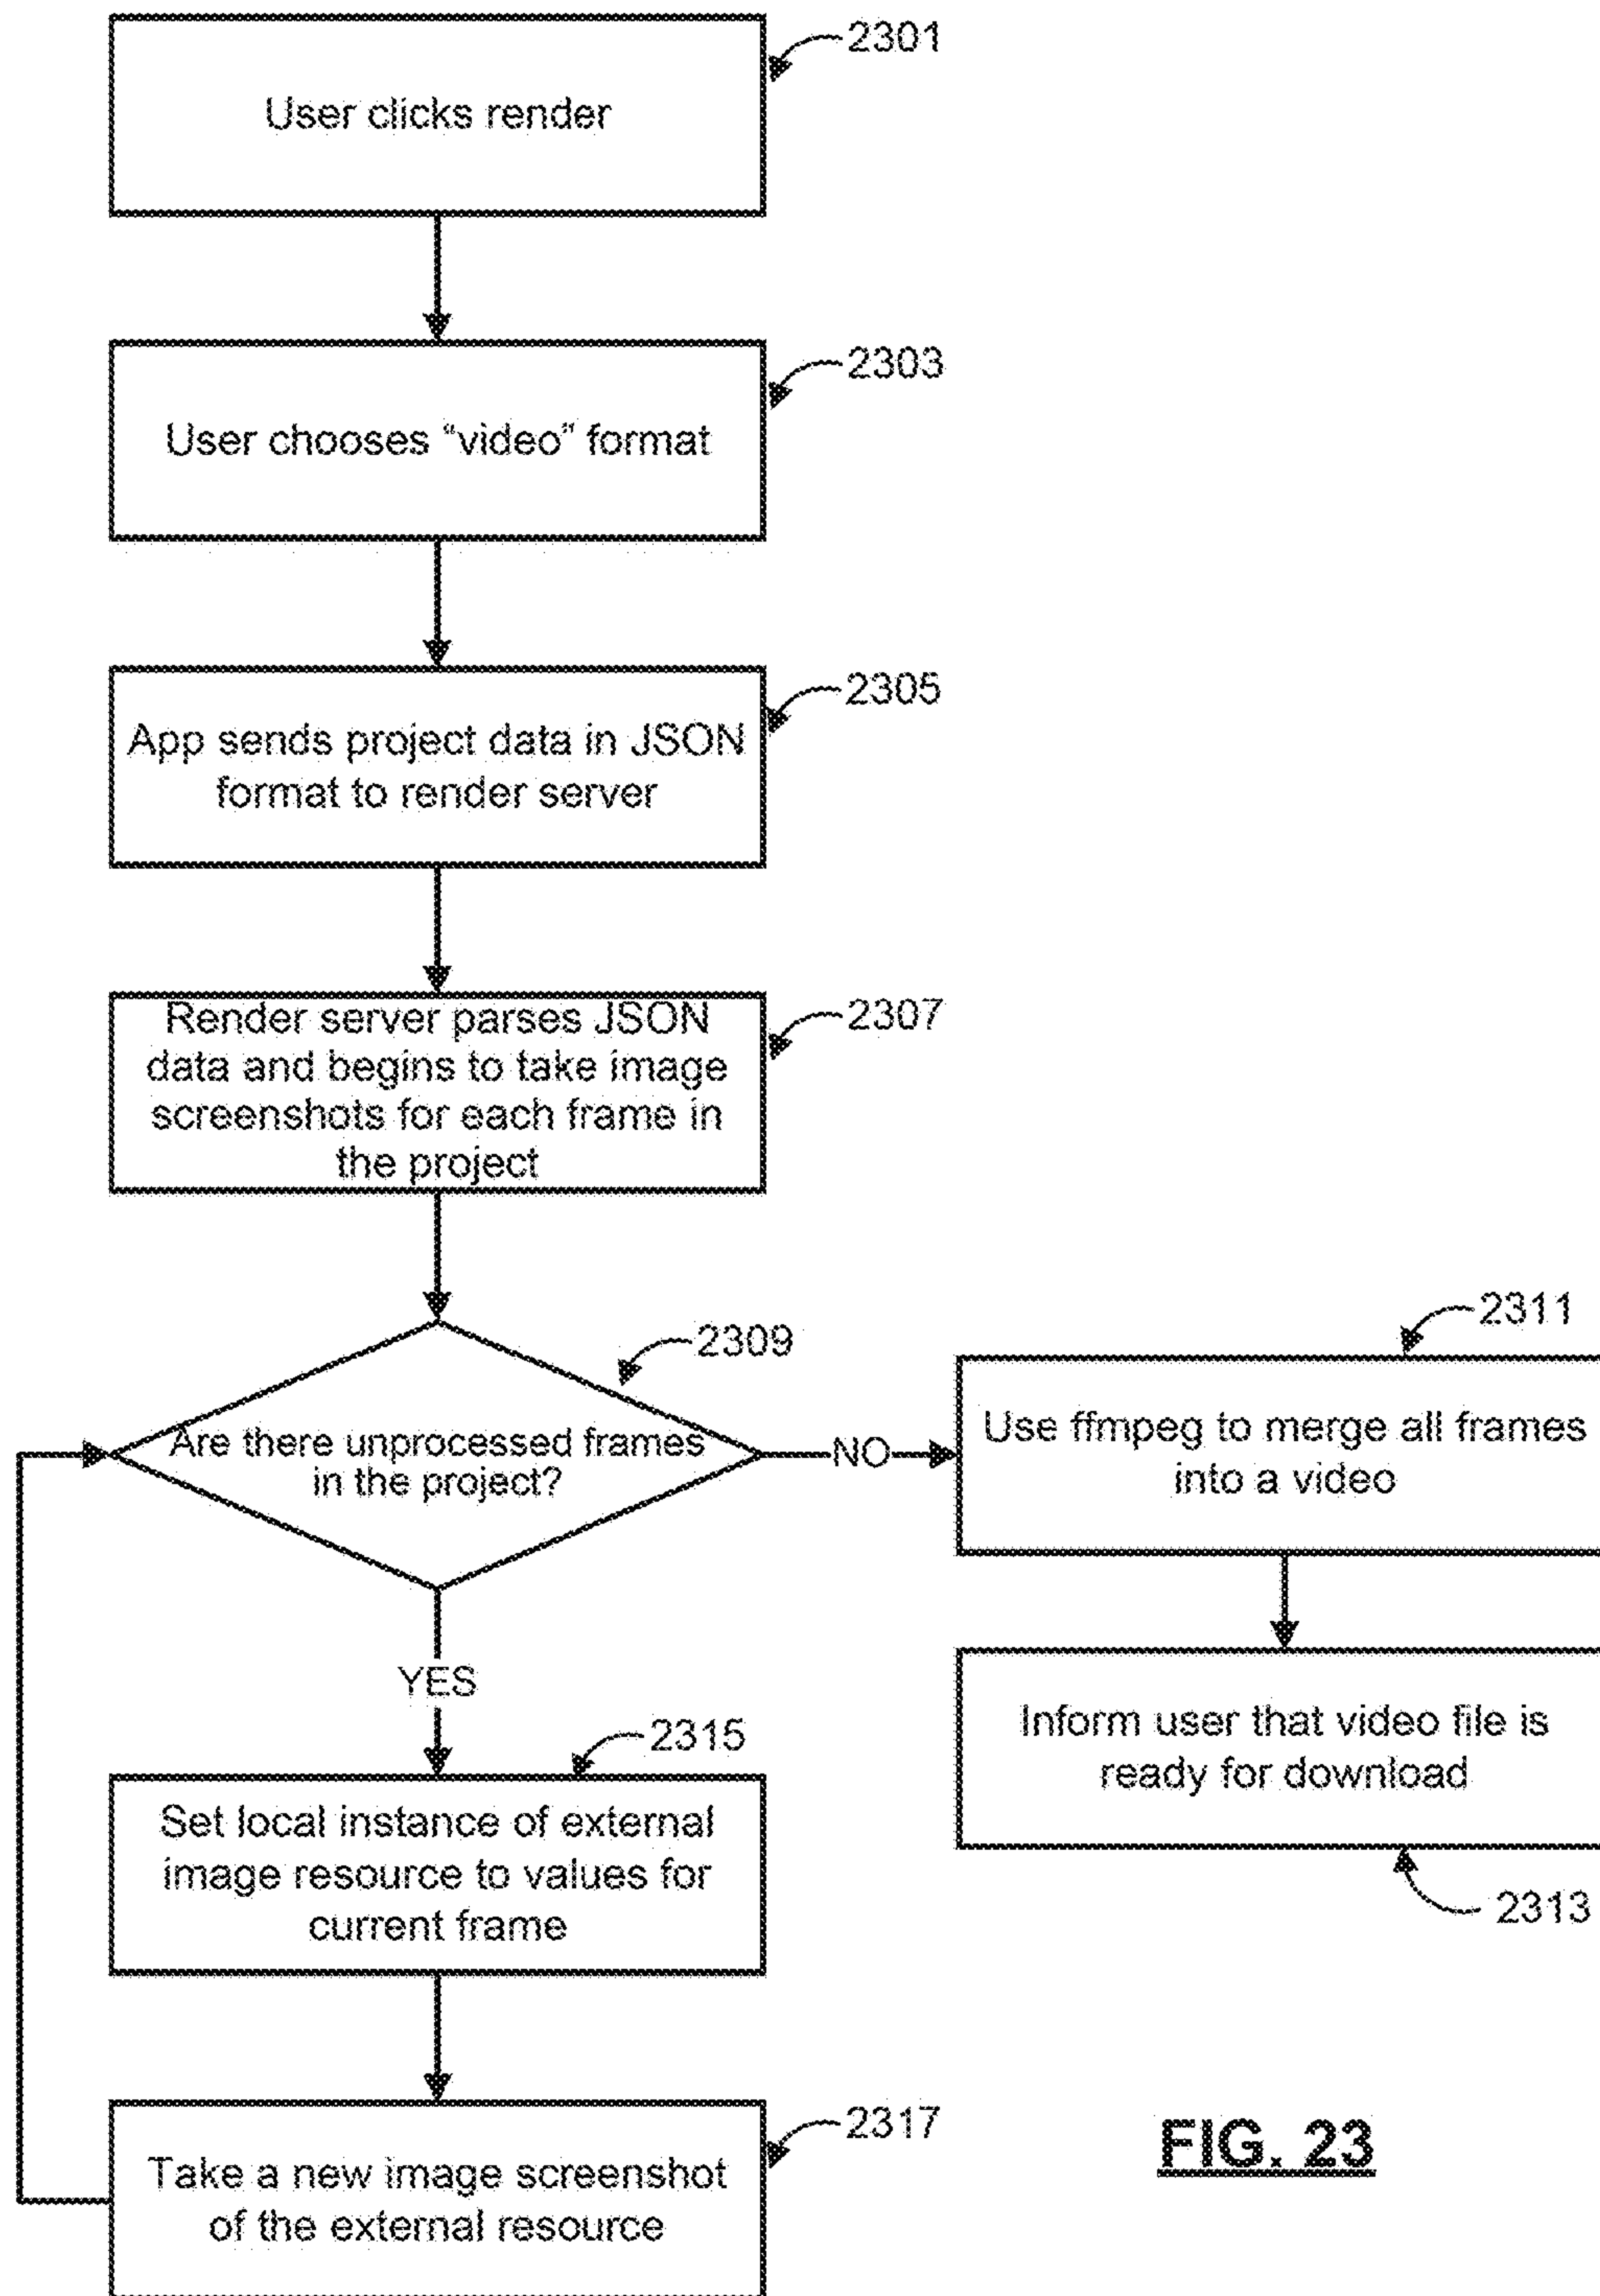 2301
User clicks render
2303
User chooses “video” format
2305
App sends project data in JSON
format to render server
2307
Render server parses JSON
data and begins to take image
screenshots for each frame in
the project
2309
Are there unprocessed frames
in the project?
NO
2311
Use ffmpeg to merge all frames
into a video
Inform user that video file is
ready for download
2313
YES
2315
Set local instance of external
image resource to values for
current frame
2317
Take a new image screenshot
of the external resource
FIG. 23